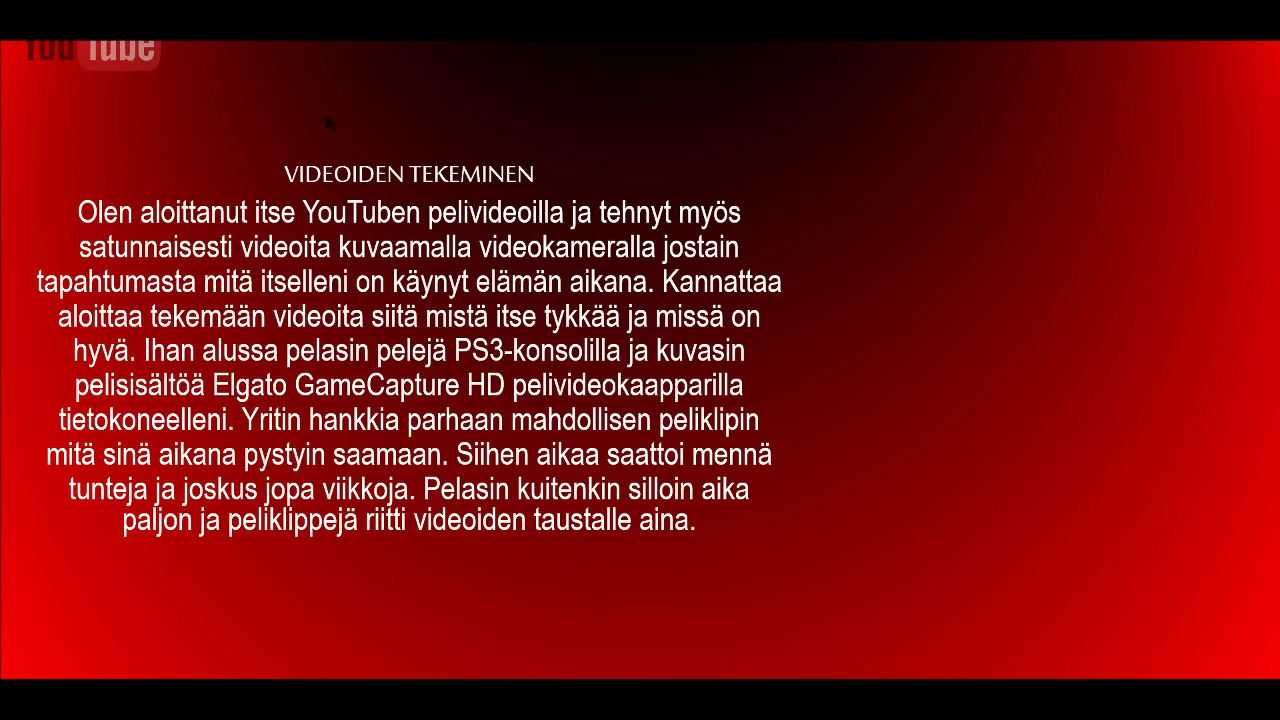 YouTube
VIDEOIDEN TEKEMINEN
Olen aloittanut itse YouTuben pelivideoilla ja tehnyt myös
satunnaisesti videoita kuvaamalla videokameralla jostain
tapahtumasta mitä itselleni on käynyt elämän aikana. Kannattaa
aloittaa tekemään videoita siitä mistä itse tykkää ja missä on
hyvä. Ihan alussa pelasin pelejä PS3-konsolilla ja kuvasin
pelisisältöä Elgato GameCapture HD pelivideokaapparilla
tietokoneelleni. Yritin hankkia parhaan mahdollisen peliklipin
mitä sinä aikana pystyin saamaan. Siihen aikaa saattoi mennä
tunteja ja joskus jopa viikkoja. Pelasin kuitenkin silloin aika
paljon ja peliklippejä riitti videoiden taustalle aina.